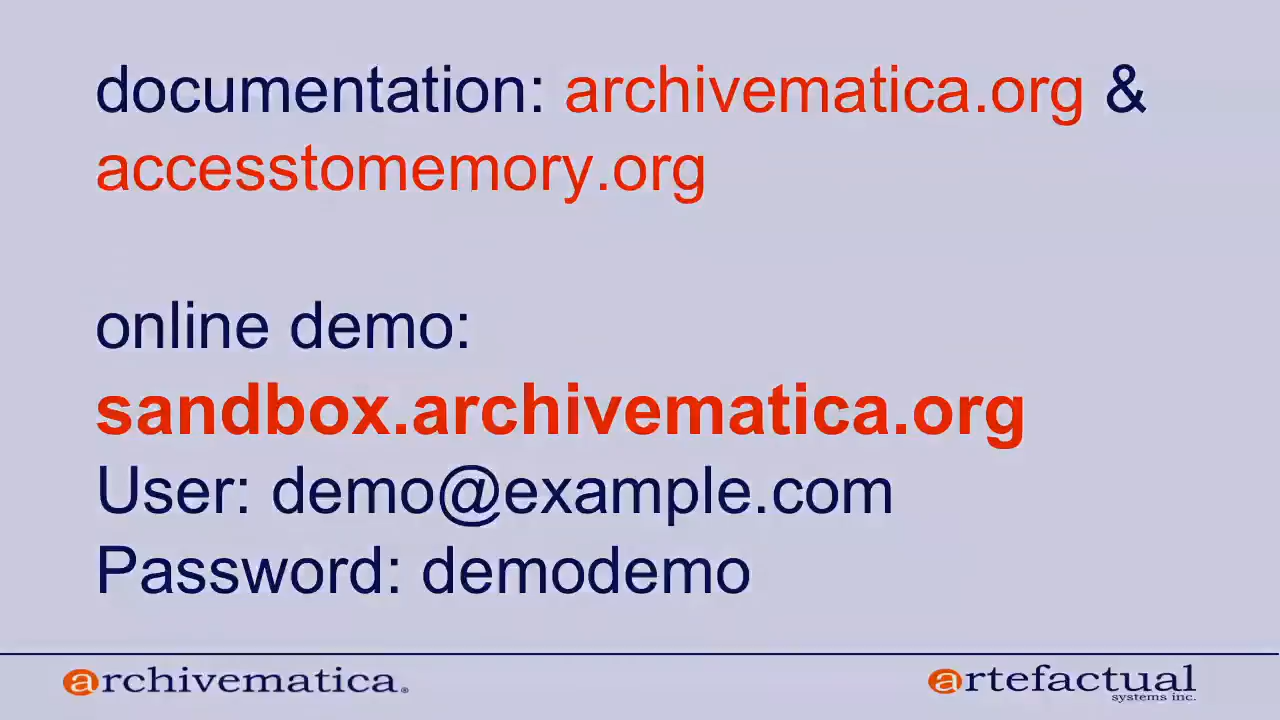 documentation: archivematica.org &
accesstomemory.org
online demo:
sandbox.archivematica.org
User: demo@example.com
Password: demodemo
archivematica®
artefactual
systems inc.